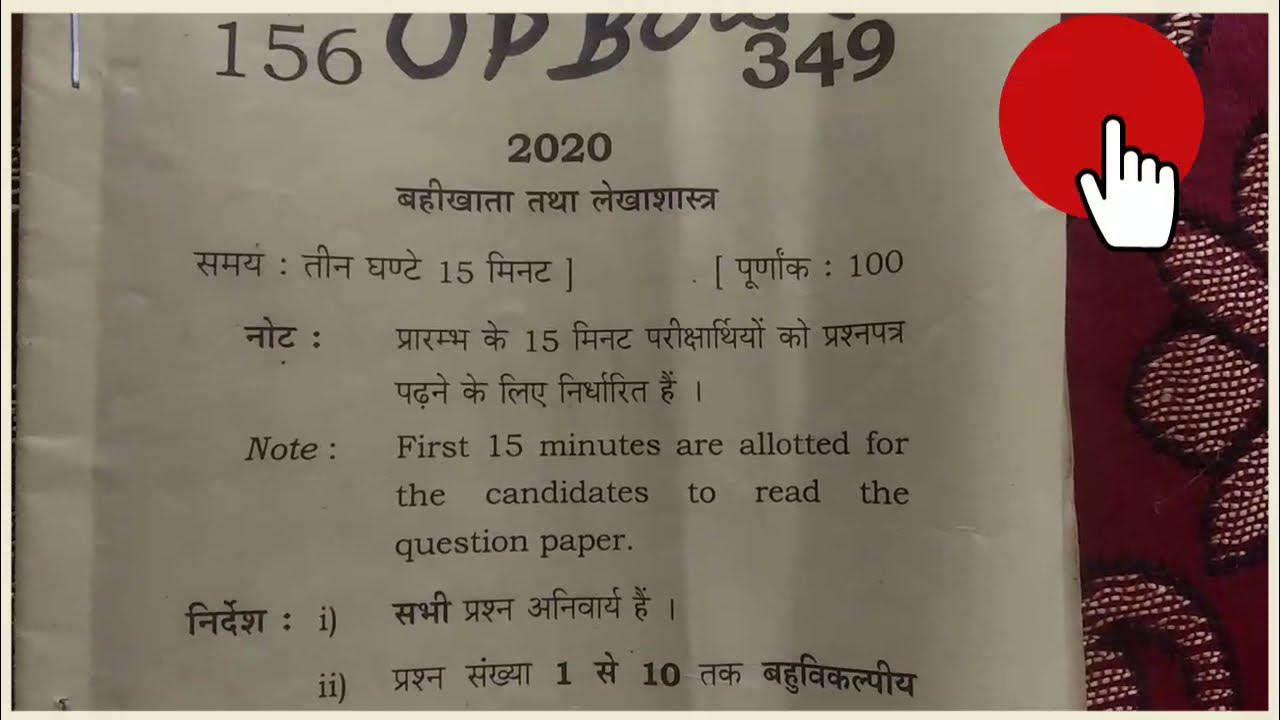 156 UP Board 349
2020
बहीखाता तथा लेखाशास्त्र
समय : तीन घण्टे 15 मिनट ] [ पूर्णांक : 100
नोट : प्रारम्भ के 15 मिनट परीक्षार्थियों को प्रश्नपत्र
पढ़ने के लिए निर्धारित हैं ।
Note : First 15 minutes are allotted for
the candidates to read the
question paper.
निर्देश : i) सभी प्रश्न अनिवार्य हैं ।
ii) प्रश्न संख्या 1 से 10 तक बहुविकल्पीय